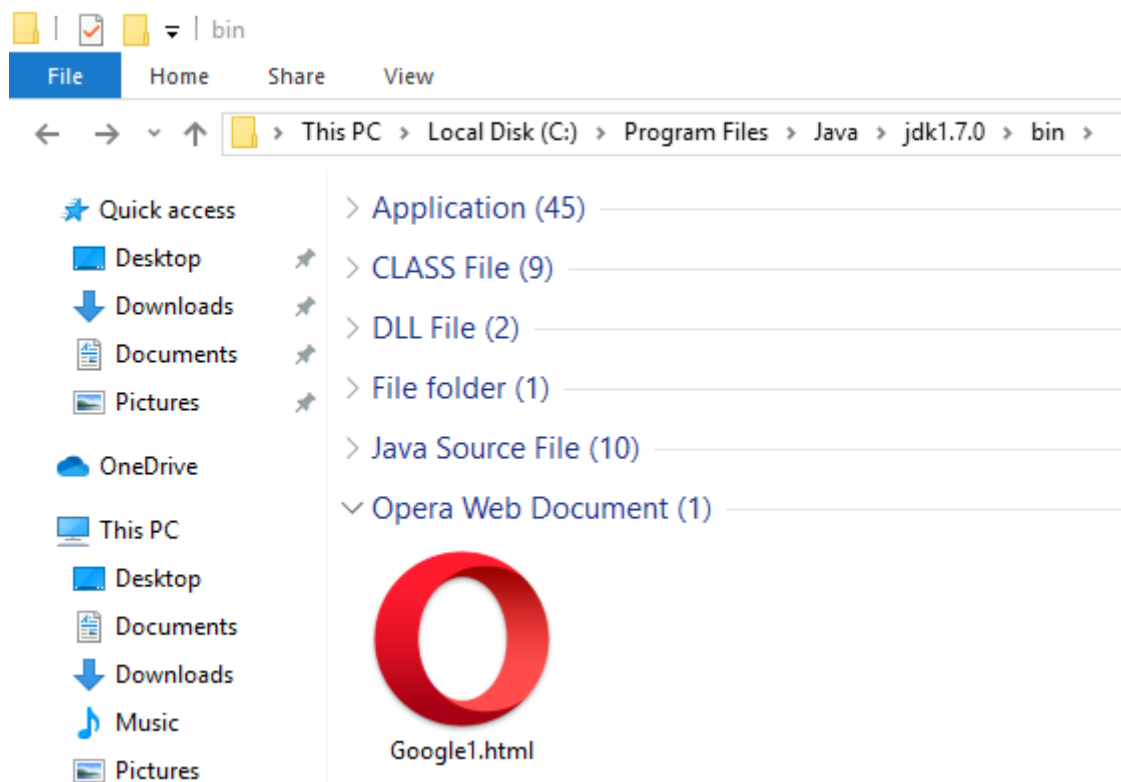 bin
File Home Share View
This PC > Local Disk (C:) > Program Files > Java > jdk1.7.0 > bin >
Quick access
Desktop
Downloads
Documents
Pictures
OneDrive
This PC
Desktop
Documents
Downloads
Music
Pictures
Application (45)
CLASS File (9)
DLL File (2)
File folder (1)
Java Source File (10)
Opera Web Document (1)
Google1.html